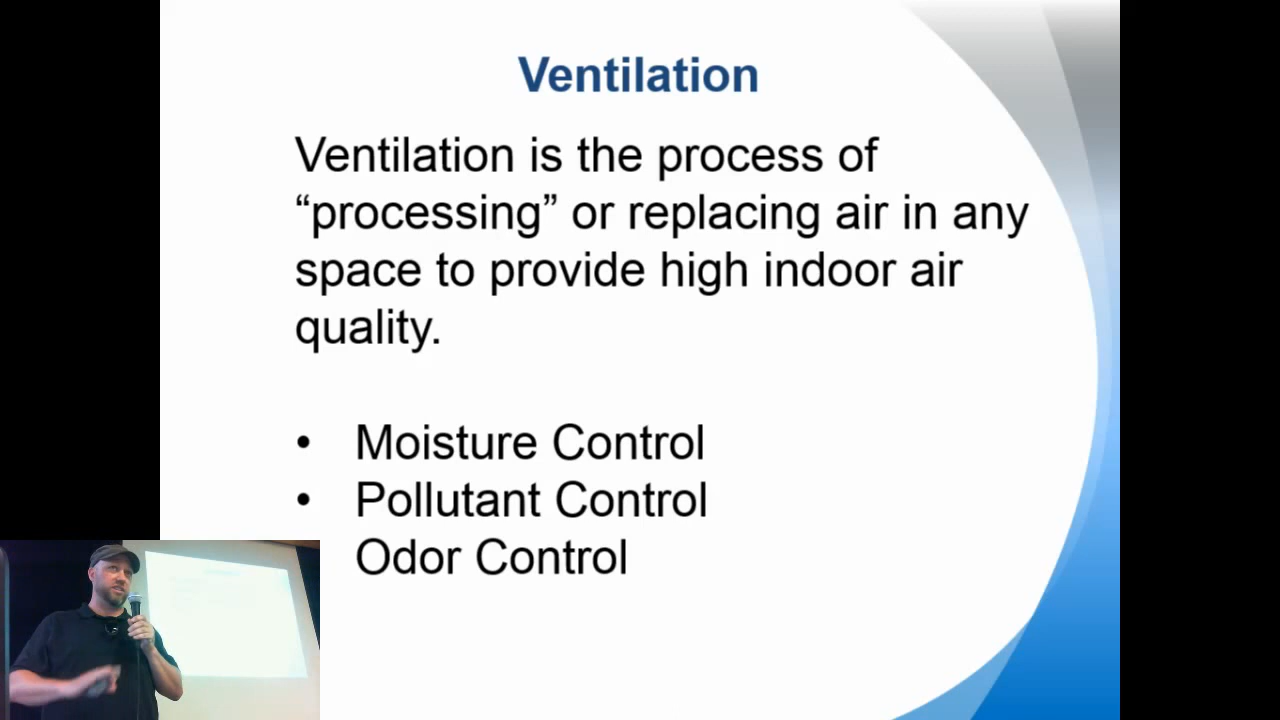 Ventilation
Ventilation is the process of
“processing” or replacing air in any
space to provide high indoor air
quality.
• Moisture Control
• Pollutant Control
Odor Control